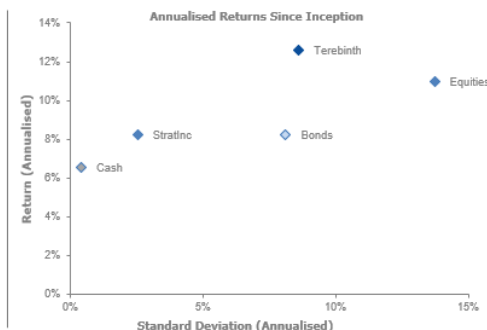 Annualised Returns Since Inception
14%
12%
10%
8%
6%
4%
2%
0%
Return (Annualised)
Terebinth
Equities
StratInc
Bonds
Cash
0%
5%
10%
15%
Standard Deviation (Annualised)